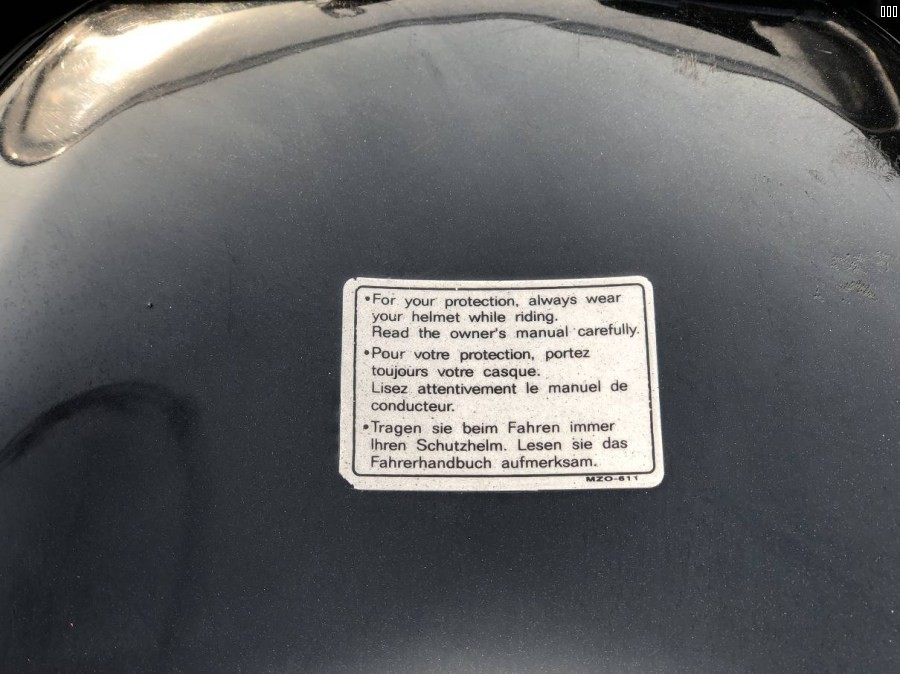 •For your protection, always wear
your helmet while riding.
Read the owner's manual carefully.
•Pour votre protection, portez
toujours votre casque.
Lisez attentivement le manuel de
conducteur.
•Tragen sie beim Fahren immer
Ihren Schutzhelm. Lesen sie das
Fahrerhandbuch aufmerksam.
MZO-611